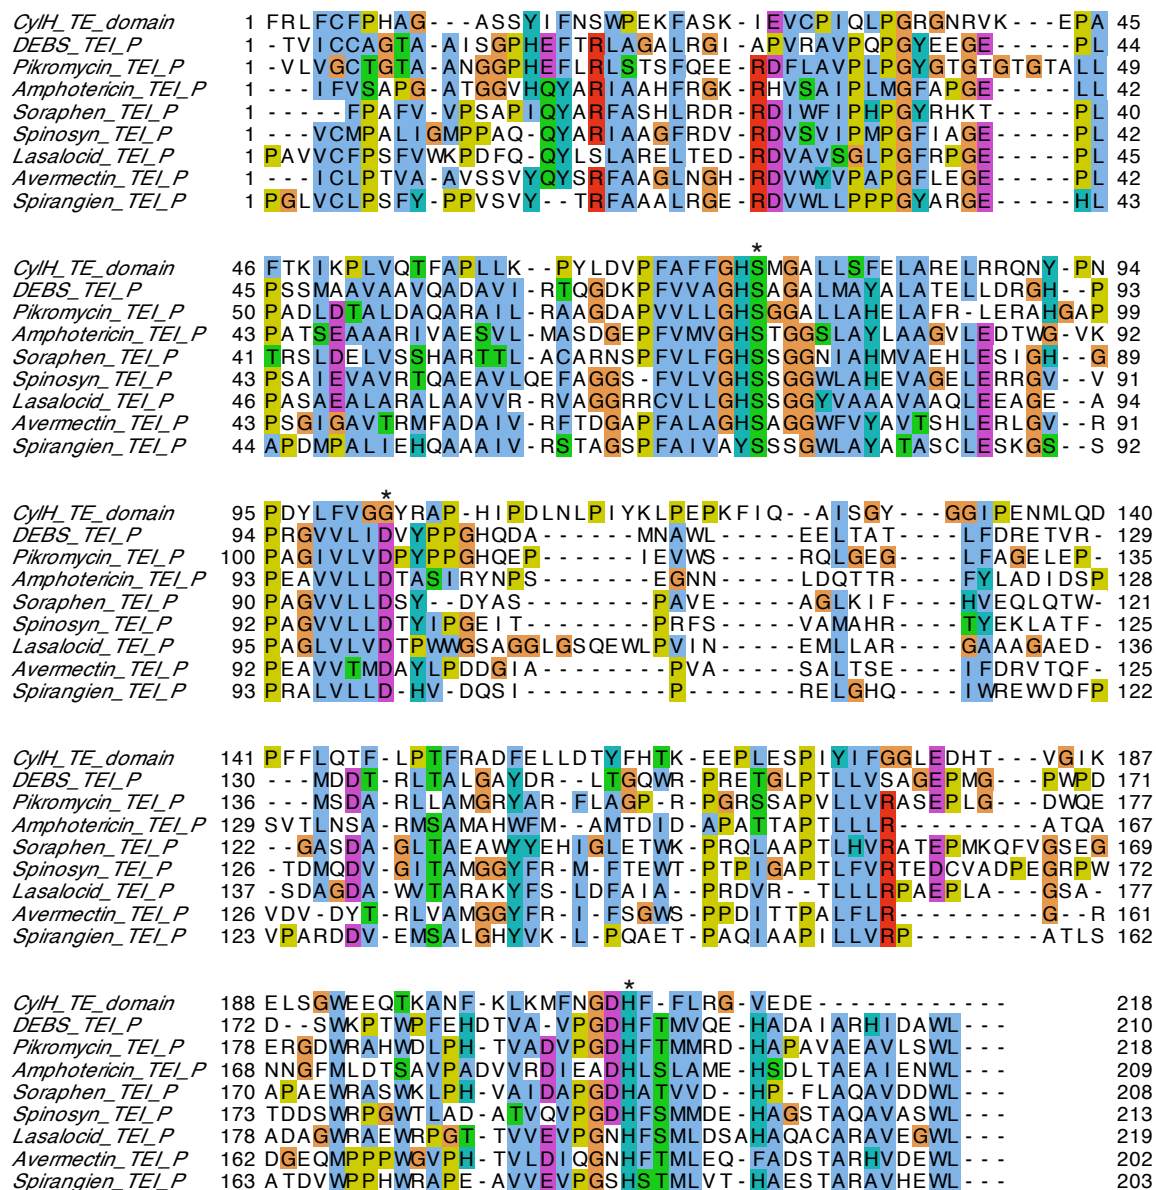 CylH_TE_domain 1 FRLFCFPHAG---ASSYIFNSWPEKFASK-IEVCPIQLPGRGNRVK---EPA 45
DEBS_TEI_P 1 -TVICCAGTA-AISGPHEFTRLAGALRGI-APVRAVPQPGYEEGE-----PL 44
Pikromycin_TEI_P 1 -VLVGCTGTA-ANGGPHEFLRLSTSFQEE-RDFLAVPLPGYGTGTGTGTALL 49
Amphotericin_TEI_P 1 ---IFVSAPG-ATGGVHQYARIAAHFRGK-RHVSAIPLMGFAPGE-----LL 42
Soraphen_TEI_P 1 ----FPAFV-VPSAPIQYARFASHLRDR-RDIWFIPHPGYRHKT-----PL 40
Spinosyn_TEI_P 1 ---VCMPALIGMPPAQ-QYARIAAGFRDV-RDVSVIPMPGFIAGE-----PL 42
Lasalocid_TEI_P 1 PAVVCFPSFVWKPDFQ-QYLSLARELTED-RDVAVSGLPGFRPGE-----PL 45
Avermectin_TEI_P 1 ---ICLPTVA-AVSSVYQYSRFAAGLNGH-RDVWYVPAPGFLEGE-----PL 42
Spirangien_TEI_P 1 PGLVCLPSFY-PPVSVY--TRFAAALRGE-RDVWLLPPPGYARGE-----HL 43
*
CylH_TE_domain 46 FTKIKPLVQTFAPLLK--PYLDVPFAFFGHSMGALLSFELARELRRQNY-PN 94
DEBS_TEI_P 45 PSSMAAVAAVQADAVI-RTQGDKPFVVAGHSAGALMAYALATELLDRGH--P 93
Pikromycin_TEI_P 50 PADLDTALDAQARAIL-RAAGDAPVVLLGHSGGALLAHELAFR-LERAHGAP 99
Amphotericin_TEI_P 43 PATSEAAARIVAESVL-MASDGEPFVMVGHSTGGSLAYLAAGVLEDTWG-VK 92
Soraphen_TEI_P 41 TRSLDELVSSHARTTL-ACARNSPFVLFGHSSGGNIAHMVAEHLESIGH--G 89
Spinosyn_TEI_P 43 PSAIEVAVRTQAEAVLQEFAGGS-FVLVGHSSGGWLAHEVAGELERRGV--V 91
Lasalocid_TEI_P 46 PASAEALARALAAVVR-RVAGGRRCVLLGHSSGGYVAAAVAAQLEEAGE--A 94
Avermectin_TEI_P 43 PSGIGAVTRMFADAIV-RFTDGAPFALAGHSAGGWFVYAVTSHLERLGV--R 91
Spirangien_TEI_P 44 APDMPALIEHQAAAIV-RSTAGSPFAIVAYSSSGWLAYATASCLESKGS--S 92
*
CylH_TE_domain 95 PDYLFVGGYRAP-HIPDLNLPIYKLPEPKFIQ--AISGY---GGIPENMLQD 140
DEBS_TEI_P 94 PRGVVLIDVYPPGHQDA------MNAWL-----EELTAT----LFDRETVR- 129
Pikromycin_TEI_P 100 PAGIVLVDPYPPGHQEP-------IEVWS-----RQLGEG----LFAGELEP- 135
Amphotericin_TEI_P 93 PEAVVLLDTASIRYNPS-------EGNN-----LDQTTR----FYLADIDSP 128
Soraphen_TEI_P 90 PAGVVLLDSY--DYAS--------PAVE-----AGLKIF----HVEQLQTW- 121
Spinosyn_TEI_P 92 PAGVVLLDTYIPGEIT--------PRFS-----VAMAHR----TYEKLATF- 125
Lasalocid_TEI_P 95 PAGLVLVDTPWWGSAGGLGSQEWLPVIN-----EMLLAR----GAAAGAED- 136
Avermectin_TEI_P 92 PEAVVTMDAYLPDDGIA--------PVA-----SALTSE----IFDRVTQF- 125
Spirangien_TEI_P 93 PRALVLLD-HV-DQSI---------P-------RELGHQ----IWREWVDFP 122
CylH_TE_domain 141 PFFLQTF-LPTFRADFELLDTYFHTK-EEPLESPIYIFGGLEDHT---VGIK 187
DEBS_TEI_P 130 ---MDDT-RLTALGAYDR--LTGQWR-PRETGLPTLLVSAGEPMG---PWPD 171
Pikromycin_TEI_P 136 ---MSDA-RLLAMGRYAR-FLAGP-R-PGRSSAPVLLVRASEPLG---DWQE 177
Amphotericin_TEI_P 129 SVTLNSA-RMSAMAHWFM--AMTDID-APATTAPTLLLR---------ATQA 167
Soraphen_TEI_P 122 --GASDA-GLTAEAWYYEHIGLETWK-PRQLAAPTLHVRATEPMKQFVGSEG 169
Spinosyn_TEI_P 126 -TDMQDV-GITAMGGYFR-M-FTEWT-PTPIGAPTLFVRTEDCVADPEGRPW 172
Lasalocid_TEI_P 137 -SDAGDA-WVTARAKYFS-LDFAIA--PRDVR--TLLLRPAEPLA---GSA- 177
Avermectin_TEI_P 126 VDV-DYT-RLVAMGGYFR-I-FSGWS-PPDITTPALFLR---------G--R 161
Spirangien_TEI_P 123 VPARDDV-EMSALGHYVK-L-PQAET-PAQIAAPILLVRP--------ATLS 162
*
CylH_TE_domain 188 ELSGWEEQTKANF-KLKMFNGDHF-FLRG-VEDE------------ 218
DEBS_TEI_P 172 D--SWKPTWPFEHDTVA-VPGDHFTMVQE-HADAIARHIDAWL--- 210
Pikromycin_TEI_P 178 ERGDWRAHWDLPH-TVADVPGDHFTMMRD-HAPAVAEAVLSWL--- 218
Amphotericin_TEI_P 168 NNGFMLDTSAVPADVVRDIEADHLSLAME-HSDLTAEAIENWL--- 209
Soraphen_TEI_P 170 APAEWRASWKLPH-VAIDAPGDHATVVD--HP-FLAQAVDDWL--- 208
Spinosyn_TEI_P 173 TDDSWRPGWTLAD-ATVQVPGDHFSMMDE-HAGSTAQAVASWL--- 213
Lasalocid_TEI_P 178 ADAGWRAEWRPGT-TVVEVPGNHFSMLDSAHAQACARAVEGWL--- 219
Avermectin_TEI_P 162 DGEQMPPPWGVPH-TVLDIQGNHFTMLEQ-FADSTARHVDEWL--- 202
Spirangien_TEI_P 163 ATDVWPPHWRAPE-AVVEVPGSHSTMLVT-HAESTARAVHEWL--- 203